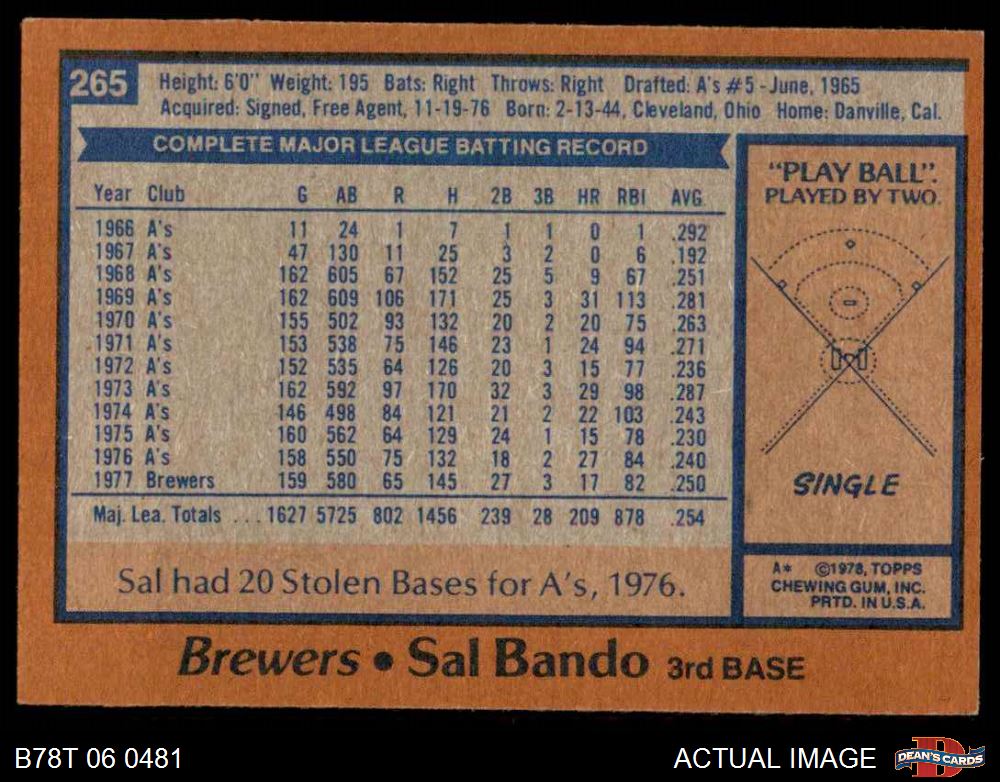 265
Height: 6'0" Weight: 195 Bats: Right Throws: Right Drafted: A's #5 - June, 1965
Acquired: Signed, Free Agent, 11-19-76 Born: 2-13-44, Cleveland, Ohio Home: Danville, Cal.
COMPLETE MAJOR LEAGUE BATTING RECORD
Year Club G AB R H 2B 3B HR RBI AVG.
1966 A's 11 24 1 7 1 1 0 1 .292
1967 A's 47 130 11 25 3 2 0 6 .192
1968 A's 162 605 67 152 25 5 9 67 .251
1969 A's 162 609 106 171 25 3 31 113 .281
1970 A's 155 502 93 132 20 2 20 75 .263
1971 A's 153 538 75 146 23 1 24 94 .271
1972 A's 152 535 64 126 20 3 15 77 .236
1973 A's 162 592 97 170 32 3 29 98 .287
1974 A's 146 498 84 121 21 2 22 103 .243
1975 A's 160 562 64 129 24 1 15 78 .230
1976 A's 158 550 75 132 18 2 27 84 .240
1977 Brewers 159 580 65 145 27 3 17 82 .250
Maj. Lea. Totals ... 1627 5725 802 1456 239 28 209 878 .254
Sal had 20 Stolen Bases for A's, 1976.
"PLAY BALL".
PLAYED BY TWO.
SINGLE
A* ©1978, TOPPS
CHEWING GUM, INC.
PRTD. IN U.S.A.
Brewers • Sal Bando 3rd BASE
B78T 06 0481
ACTUAL IMAGE
DEAN'S CARDS